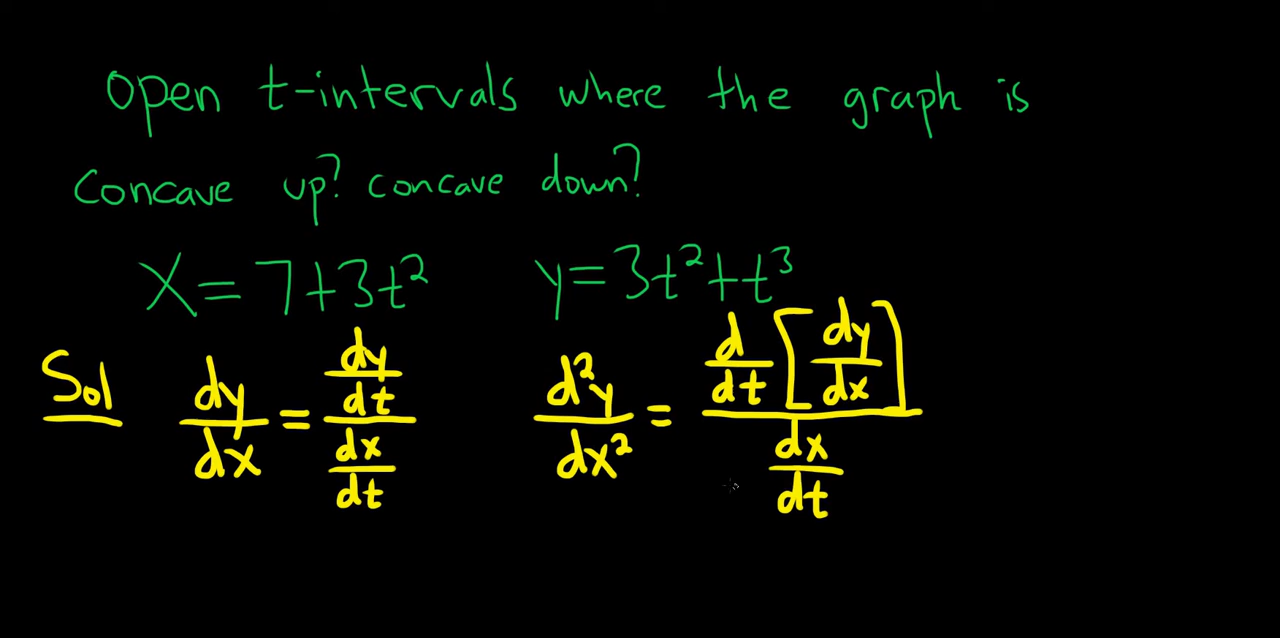 Open t-intervals where the graph is
Concave up? concave down?
X = 7+3t² y = 3t²+t³
Sol dy/dx = (dy/dt)/(dx/dt) d²y/dx² = (d/dt[dy/dx])/(dx/dt)